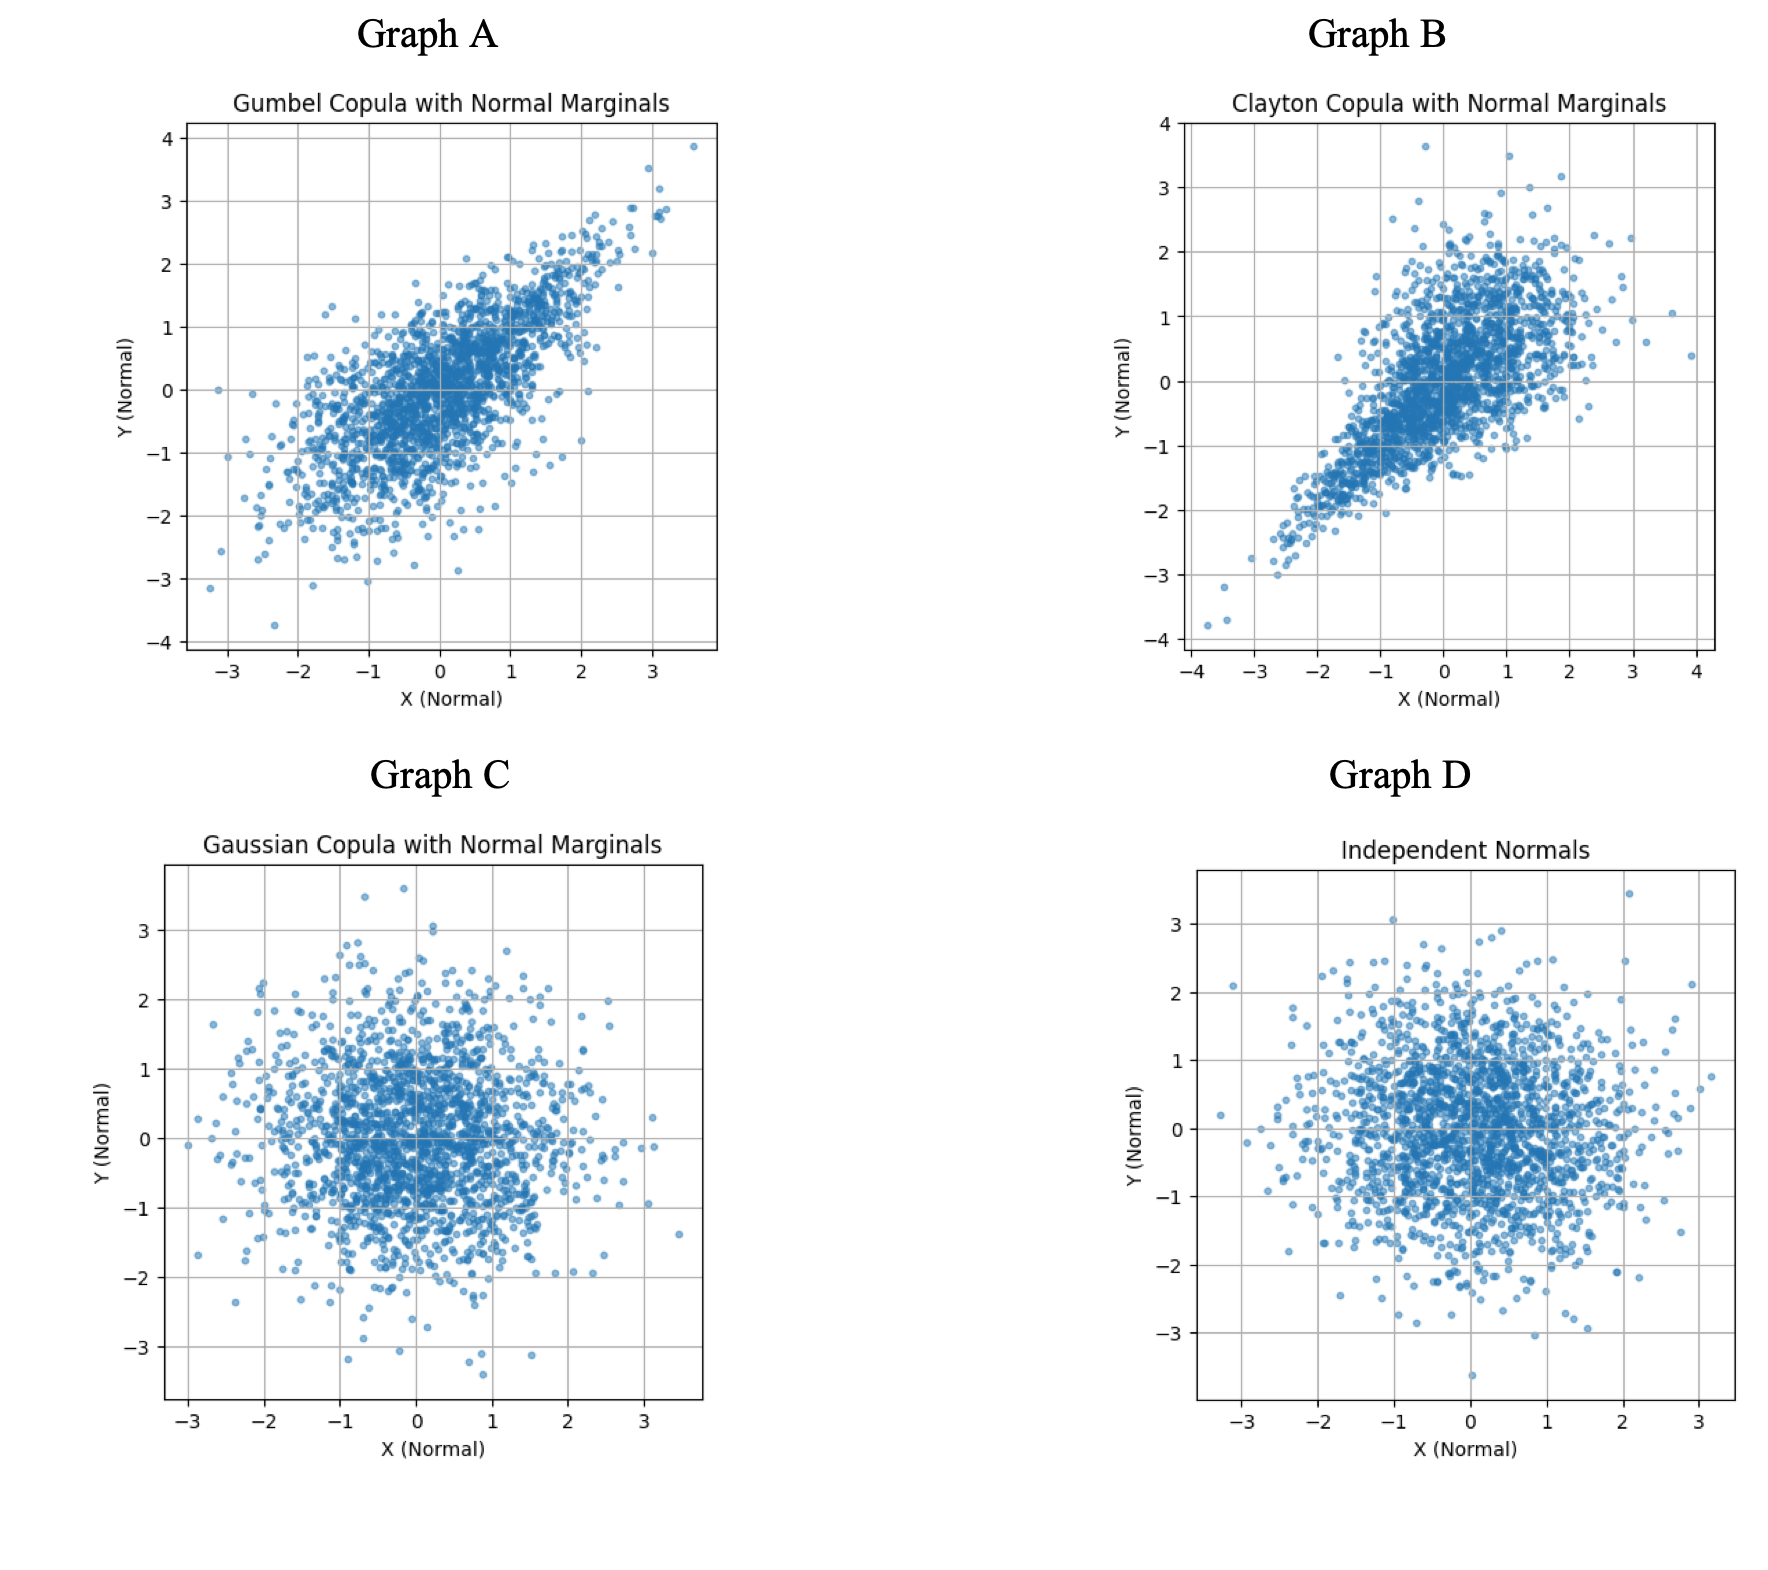 Graph A
Graph B
Gumbel Copula with Normal Marginals
4
3
2
1
0
−1
−2
−3
−4
Y (Normal)
−3 −2 −1 0 1 2 3
X (Normal)
Clayton Copula with Normal Marginals
4
3
2
1
0
−1
−2
−3
−4
Y (Normal)
−4 −3 −2 −1 0 1 2 3 4
X (Normal)
Graph C
Graph D
Gaussian Copula with Normal Marginals
3
2
1
0
−1
−2
−3
Y (Normal)
−3 −2 −1 0 1 2 3
X (Normal)
Independent Normals
3
2
1
0
−1
−2
−3
Y (Normal)
−3 −2 −1 0 1 2 3
X (Normal)